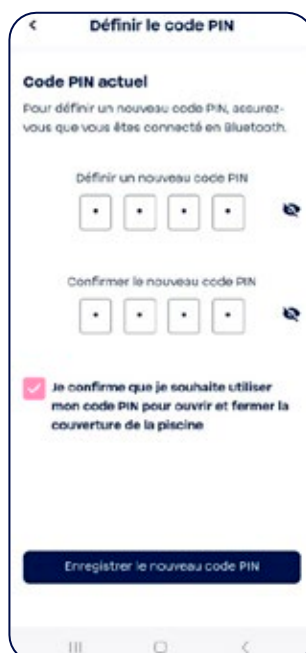 Définir le code PIN
Code PIN actuel
Pour définir un nouveau code PIN, assurez-
vous que vous êtes connecté en Bluetooth.
Définir un nouveau code PIN
Confirmer le nouveau code PIN
Je confirme que je souhaite utiliser
mon code PIN pour ouvrir et fermer la
couverture de la piscine
Enregistrer le nouveau code PIN